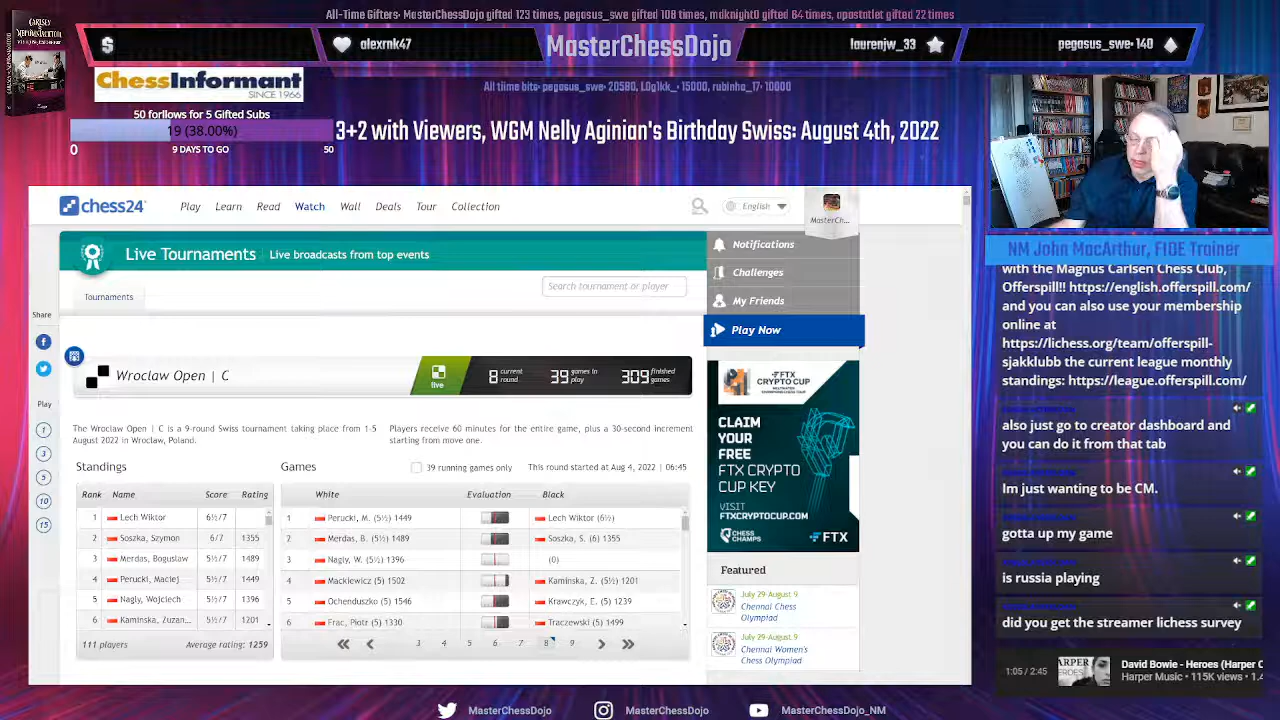 All-Time Gifters• MasterChessDojo gifted 123 times, pegasus_swe gifted 108 times, mdknight0 gifted 84 times, apostatlet gifted 22 times
$
alexrnk47
MasterChessDojo
laurenjw_33
pegasus_swe• 140
ChessInformant
SINCE 1966
All tiime bits• pegasus_swe• 20580, L0g1kk_• 15000, rubinho_17• 10000
50 forllows for 5 Gifted Subs
19 (38.00%)
0
9 DAYS TO GO
50
3+2 with Viewers, WGM Nelly Aginian's Birthday Swiss: August 4th, 2022
chess24
Play
Learn
Read
Watch
Wall
Deals
Tour
Collection
English
MasterCh...
Live Tournaments
Live broadcasts from top events
Tournaments
Search tournament or player
Notifications
Challenges
My Friends
Play Now
Share
Play
1
3
5
10
15
Wroclaw Open | C
live
8 current round
39 games in play
309 finished games
The Wroclaw Open | C is a 9-round Swiss tournament taking place from 1-5
August 2022 in Wroclaw, Poland.
Players receive 60 minutes for the entire game, plus a 30-second increment
starting from move one.
Standings
Rank Name Score Rating
1 Lech Wiktor 6½/7
2 Soszka, Szymon 6/7 1355
3 Merdas, Boguslaw 5½/7 1489
4 Perucki, Maciej 5½/7 1449
5 Nagly, Wojciech 5½/7 1396
6 Kaminska, Zuzan... 5½/7 1201
111 players
Average rating: 1259
Games
39 running games only
This round started at Aug 4, 2022 | 06:45
White Evaluation Black
1 Perucki, M. (5½) 1449 Lech Wiktor (6½)
2 Merdas, B. (5½) 1489 Soszka, S. (6) 1355
3 Nagly, W. (5½) 1396 (0)
4 Mackiewicz (5) 1502 Kaminska, Z. (5½) 1201
5 Ochenduszko (5) 1546 Krawczyk, E. (5) 1239
6 Frac, Piotr (5) 1330 Traczewski (5) 1499
3 4 5 6 7 8 9
FTX
CRYPTO CUP
CLAIM
YOUR
FREE
FTX CRYPTO
CUP KEY
VISIT
FTXCRYPTOCUP.COM
CHESS
CHAMPS
FTX
Featured
July 29-August 9
Chennai Chess
Olympiad
July 29-August 9
Chennai Women's
Chess Olympiad
NM John MacArthur, FIDE Trainer
with the Magnus Carlsen Chess Club,
Offerspill!! https://english.offerspill.com/
and you can also use your membership
online at
https://lichess.org/team/offerspill-
sjakklubb the current league monthly
standings: https://league.offerspill.com/
also just go to creator dashboard and
you can do it from that tab
Im just wanting to be CM.
gotta up my game
is russia playing
did you get the streamer lichess survey
1:05 / 2:45
David Bowie - Heroes (Harper C
Harper Music • 115K views • 1.4
MasterChessDojo
MasterChessDojo
MasterChessDojo_NM